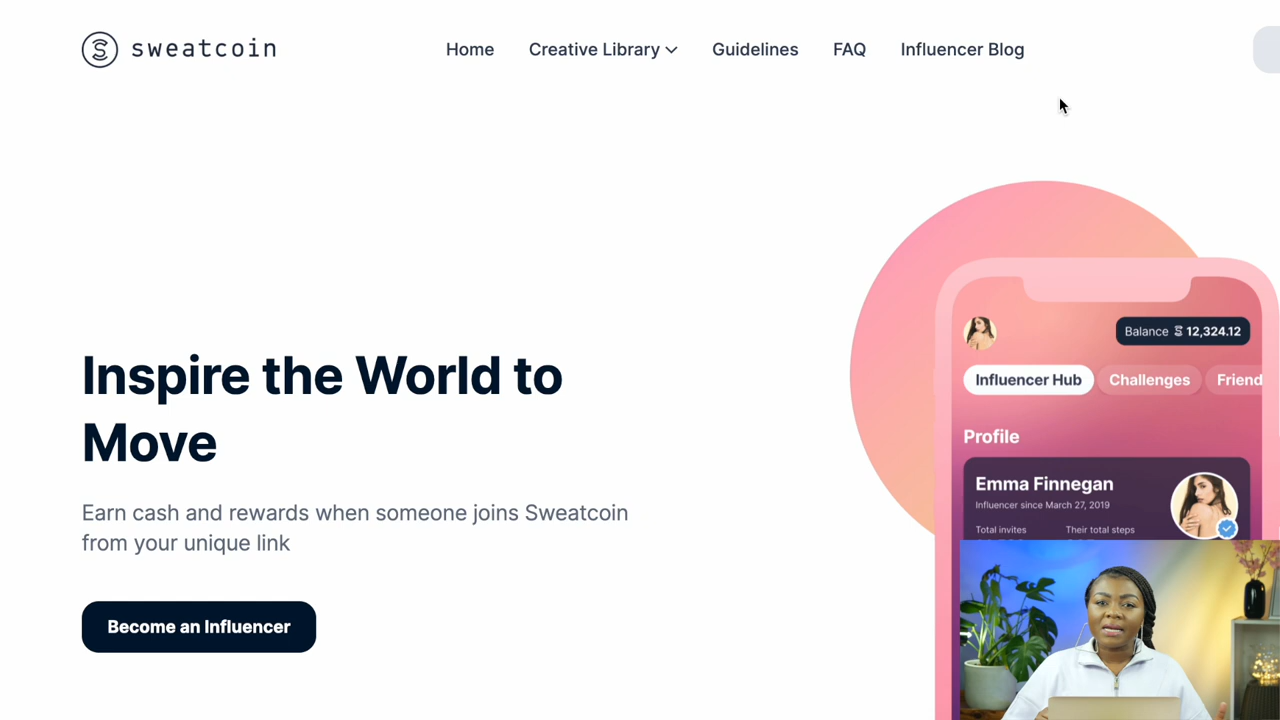 sweatcoin
Home
Creative Library
Guidelines
FAQ
Influencer Blog
Inspire the World to
Move
Earn cash and rewards when someone joins Sweatcoin
from your unique link
Become an Influencer
Balance 12,324.12
Influencer Hub
Challenges
Friend
Profile
Emma Finnegan
Influencer since March 27, 2019
Total invites
Their total steps